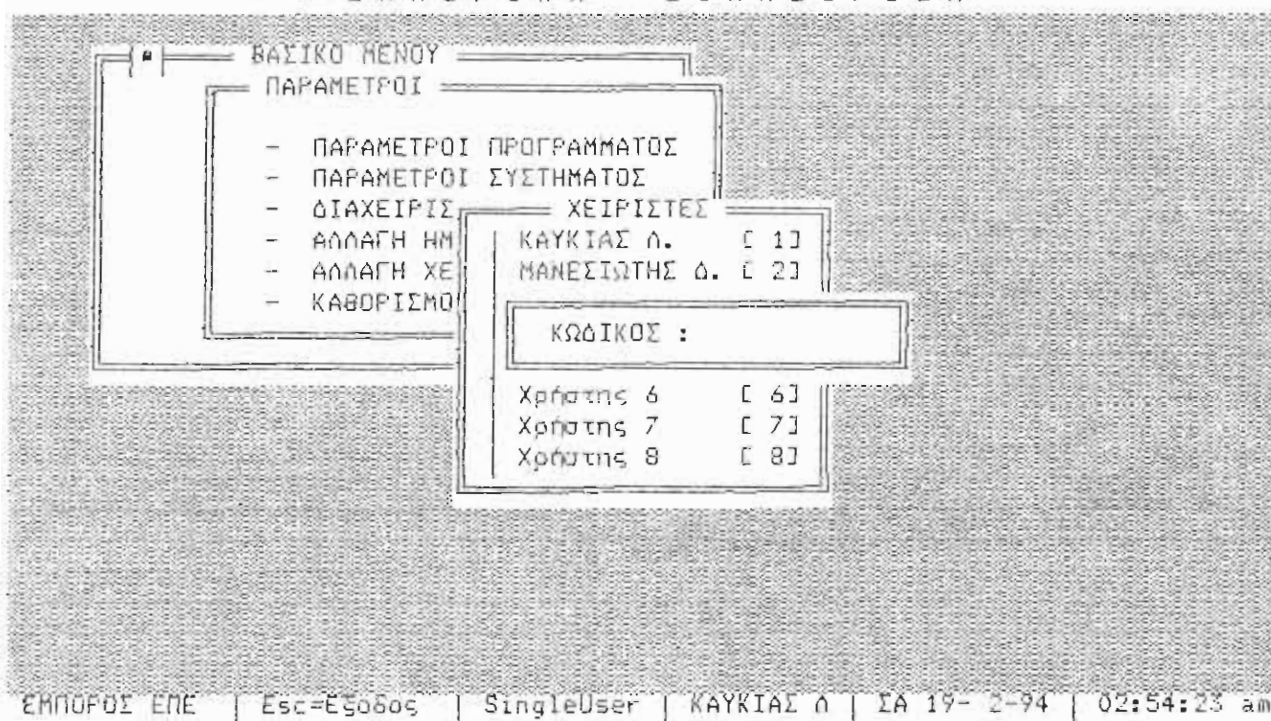 ΒΑΣΙΚΟ ΜΕΝΟΥ
ΠΑΡΑΜΕΤΡΟΙ
- ΠΑΡΑΜΕΤΡΟΙ ΠΡΟΓΡΑΜΜΑΤΟΣ
- ΠΑΡΑΜΕΤΡΟΙ ΣΥΣΤΗΜΑΤΟΣ
- ΔΙΑΧΕΙΡΙΣ
- ΑΛΛΑΓΗ ΗΜ
- ΑΛΛΑΓΗ ΧΕ
- ΚΑΘΟΡΙΣΜΟ
ΧΕΙΡΙΣΤΕΣ
ΚΑΥΚΙΑΣ Λ. [ 1]
ΜΑΝΕΣΙΩΤΗΣ Δ. [ 2]
ΚΩΔΙΚΟΣ :
Χρήστης 6 [ 6]
Χρήστης 7 [ 7]
Χρήστης 8 [ 8]
ΕΜΠΟΡΟΣ ΕΠΕ | Esc=Εξοδος | SingleUser | ΚΑΥΚΙΑΣ Λ | ΣΑ 19- 2-94 | 02:54:23 am